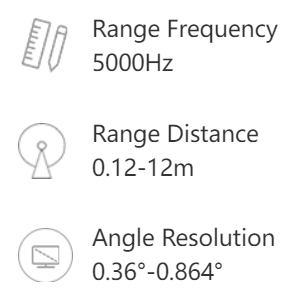 Range Frequency
5000Hz
Range Distance
0.12-12m
Angle Resolution
0.36°-0.864°